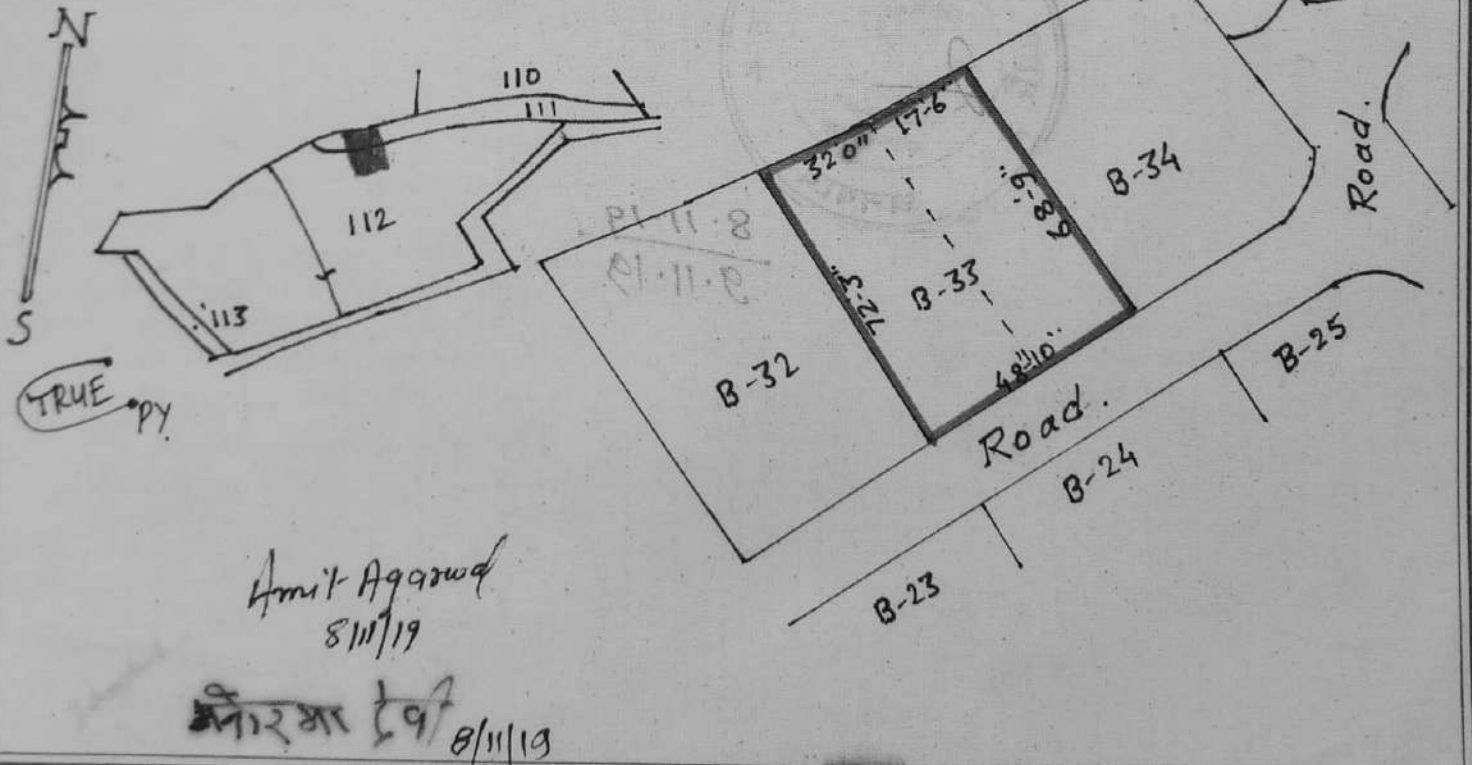 N
S
110
111
112
113
TRUE
PY.
32'0"
17-6"
68-9"
72-3"
48"10"
B-32
B-33
B-34
Road.
Road.
B-23
B-24
B-25
8.11.19
9.11.19
Amit Agarwal
8/11/19
मनोरमा देवी
8/11/19